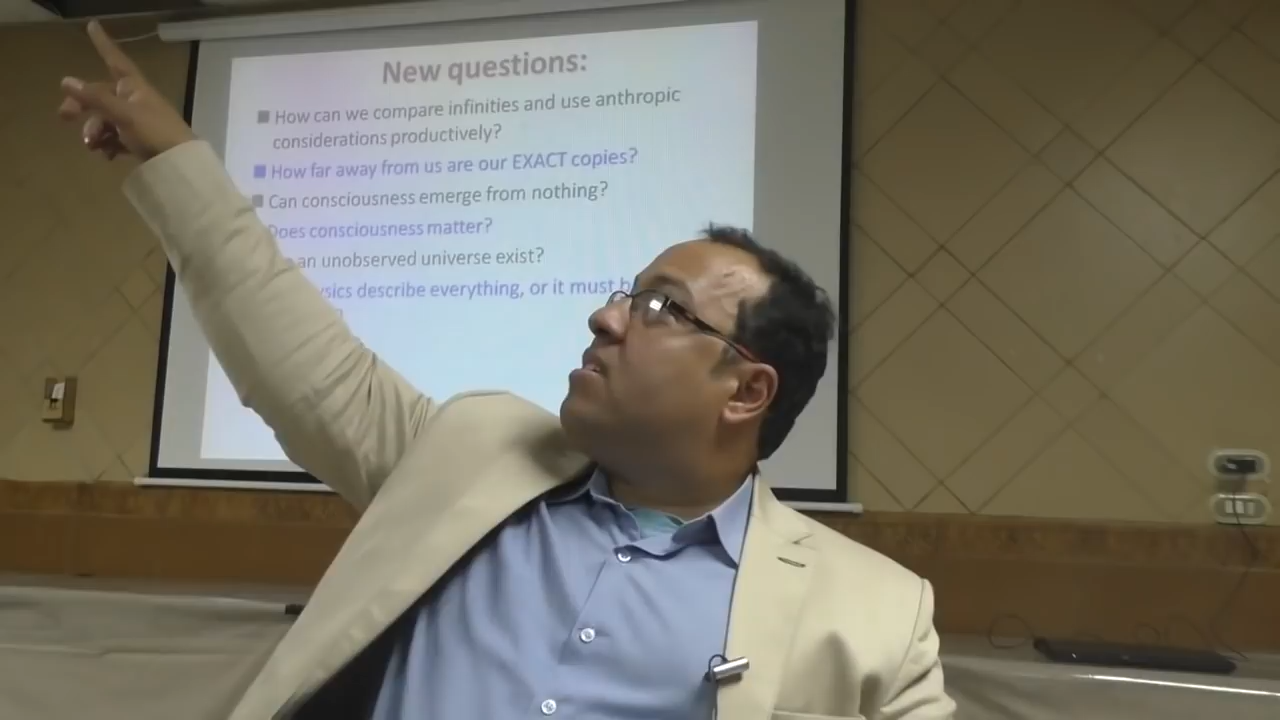 New questions:
How can we compare infinities and use anthropic
considerations productively?
How far away from us are our EXACT copies?
Can consciousness emerge from nothing?
Does consciousness matter?
an unobserved universe exist?
describe everything, or it must